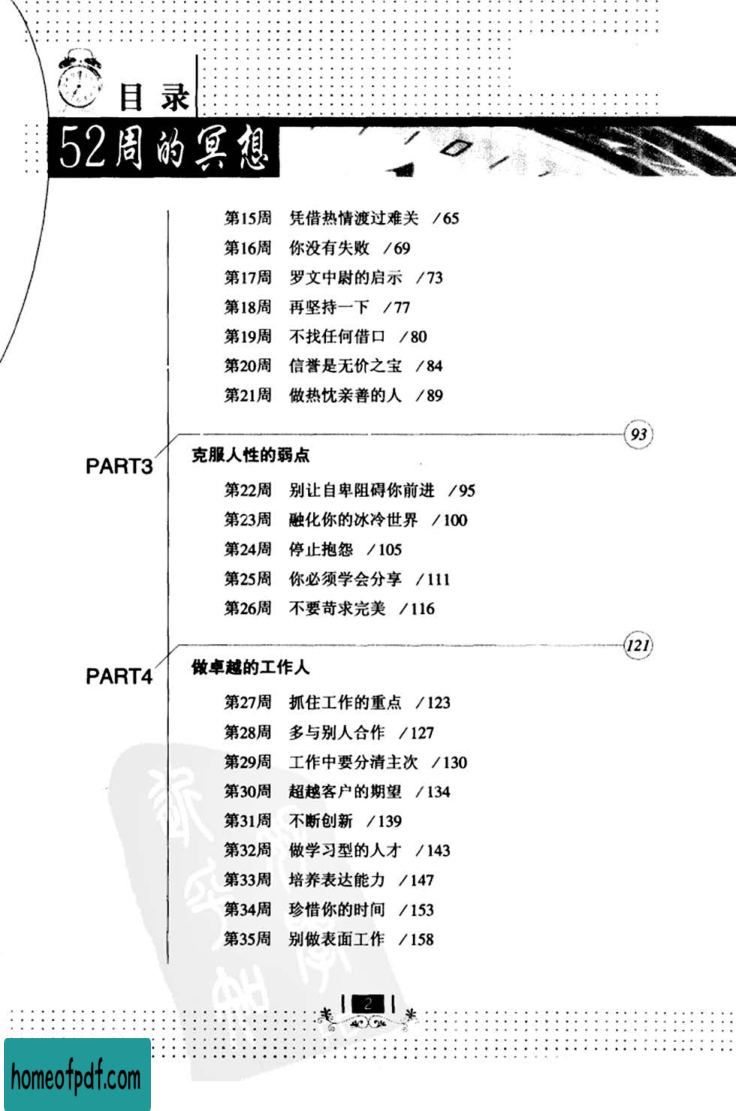 目录
52周的冥想
第15周 凭借热情渡过难关 /65
第16周 你没有失败 /69
第17周 罗文中尉的启示 /73
第18周 再坚持一下 /77
第19周 不找任何借口 /80
第20周 信誉是无价之宝 /84
第21周 做热忱亲善的人 /89
93
PART3 克服人性的弱点
第22周 别让自卑阻碍你前进 /95
第23周 融化你的冰冷世界 /100
第24周 停止抱怨 /105
第25周 你必须学会分享 /111
第26周 不要苛求完美 /116
121
PART4 做卓越的工作人
第27周 抓住工作的重点 /123
第28周 多与别人合作 /127
第29周 工作中要分清主次 /130
第30周 超越客户的期望 /134
第31周 不断创新 /139
第32周 做学习型的人才 /143
第33周 培养表达能力 /147
第34周 珍惜你的时间 /153
第35周 别做表面工作 /158
2
homeofpdf.com